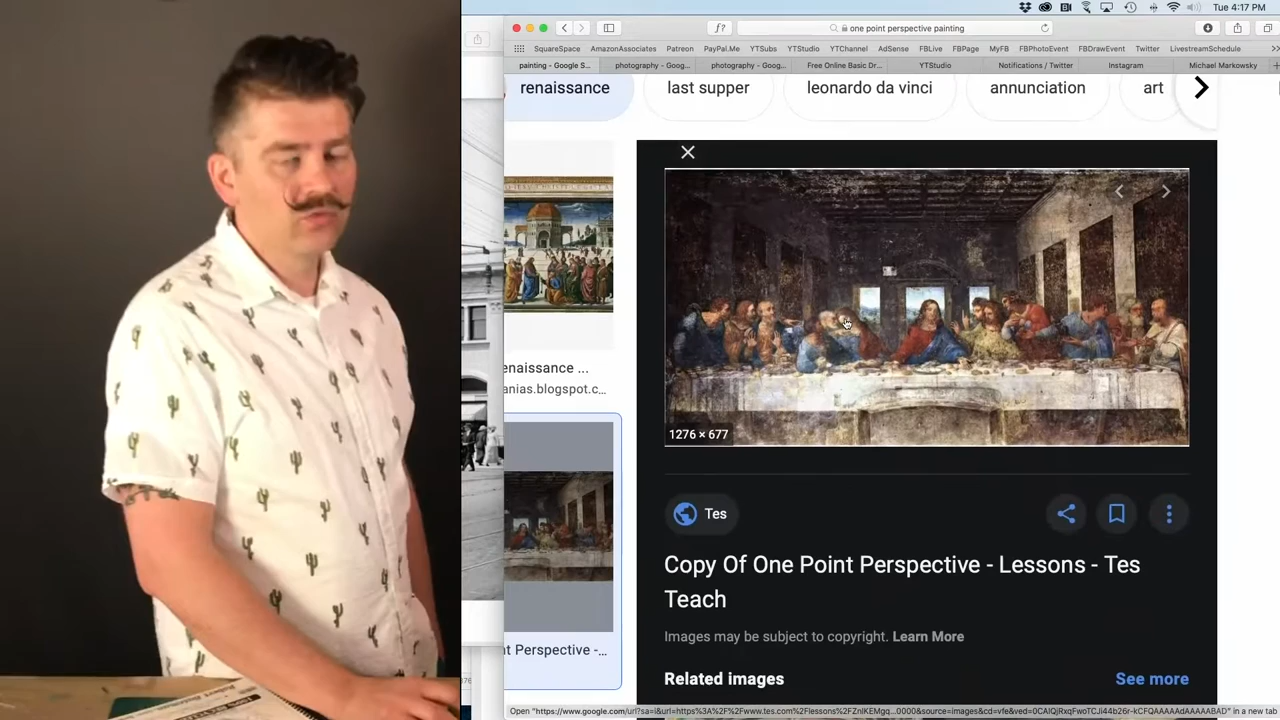 Tue 4:17 PM
one point perspective painting
SquareSpace AmazonAssociates Patreon PayPal.Me YTSubs YTStudio YTChannel AdSense FBLive FBPage MyFB FBPhotoEvent FBDrawEvent Twitter LivestreamSchedule
painting - Google S... photography - Goog... photography - Goog... Free Online Basic Dr... YTStudio Notifications / Twitter Instagram Michael Markowsky
renaissance last supper leonardo da vinci annunciation art
enaissance ...
anias.blogspot.c...
1276 × 677
Tes
Copy Of One Point Perspective - Lessons - Tes
Teach
Images may be subject to copyright. Learn More
nt Perspective -...
Related images See more